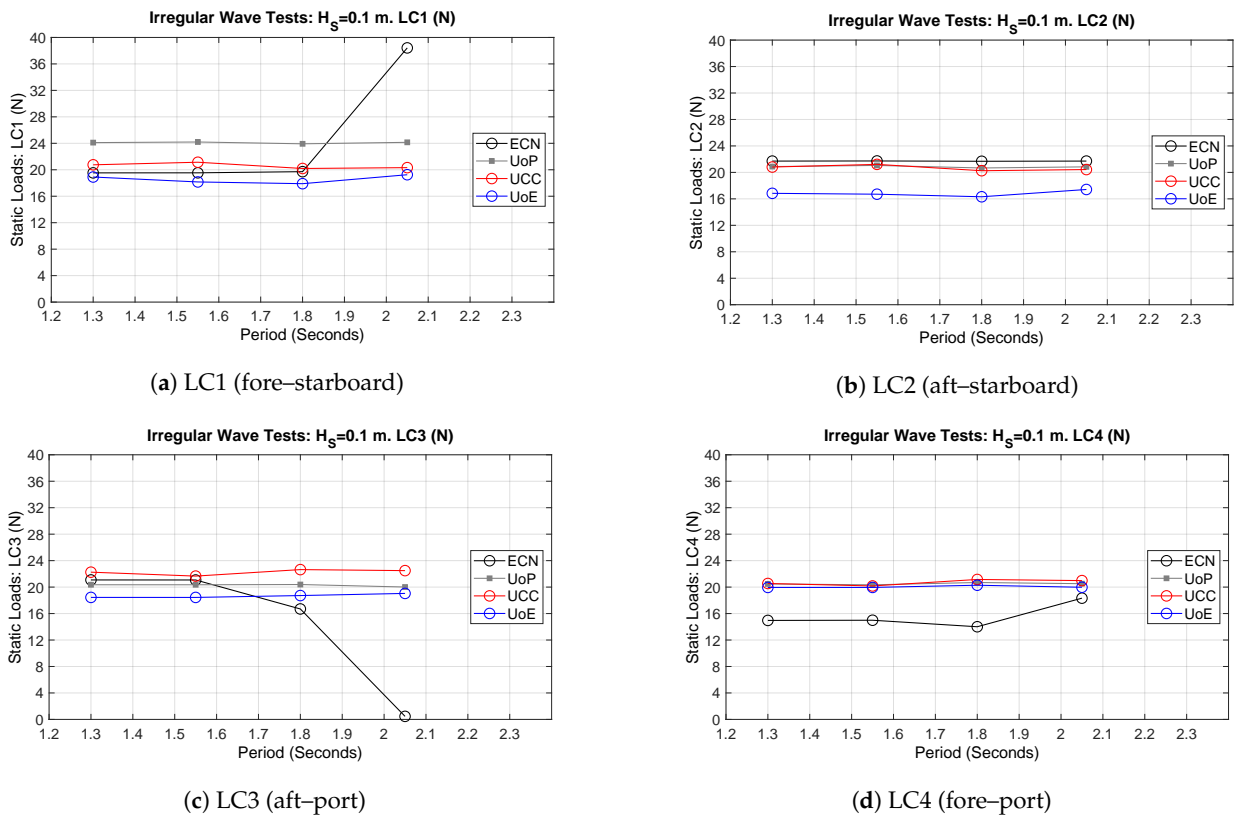 Irregular Wave Tests: H_S=0.1 m. LC1 (N)
Static Loads: LC1 (N)
40
36
32
28
24
20
16
12
8
4
0
ECN
UoP
UCC
UoE
1.2 1.3 1.4 1.5 1.6 1.7 1.8 1.9 2 2.1 2.2 2.3
Period (Seconds)
(a) LC1 (fore–starboard)
Irregular Wave Tests: H_S=0.1 m. LC2 (N)
Static Loads: LC2 (N)
40
36
32
28
24
20
16
12
8
4
0
ECN
UoP
UCC
UoE
1.2 1.3 1.4 1.5 1.6 1.7 1.8 1.9 2 2.1 2.2 2.3
Period (Seconds)
(b) LC2 (aft–starboard)
Irregular Wave Tests: H_S=0.1 m. LC3 (N)
Static Loads: LC3 (N)
40
36
32
28
24
20
16
12
8
4
0
ECN
UoP
UCC
UoE
1.2 1.3 1.4 1.5 1.6 1.7 1.8 1.9 2 2.1 2.2 2.3
Period (Seconds)
(c) LC3 (aft–port)
Irregular Wave Tests: H_S=0.1 m. LC4 (N)
Static Loads: LC4 (N)
40
36
32
28
24
20
16
12
8
4
0
ECN
UoP
UCC
UoE
1.2 1.3 1.4 1.5 1.6 1.7 1.8 1.9 2 2.1 2.2 2.3
Period (Seconds)
(d) LC4 (fore–port)